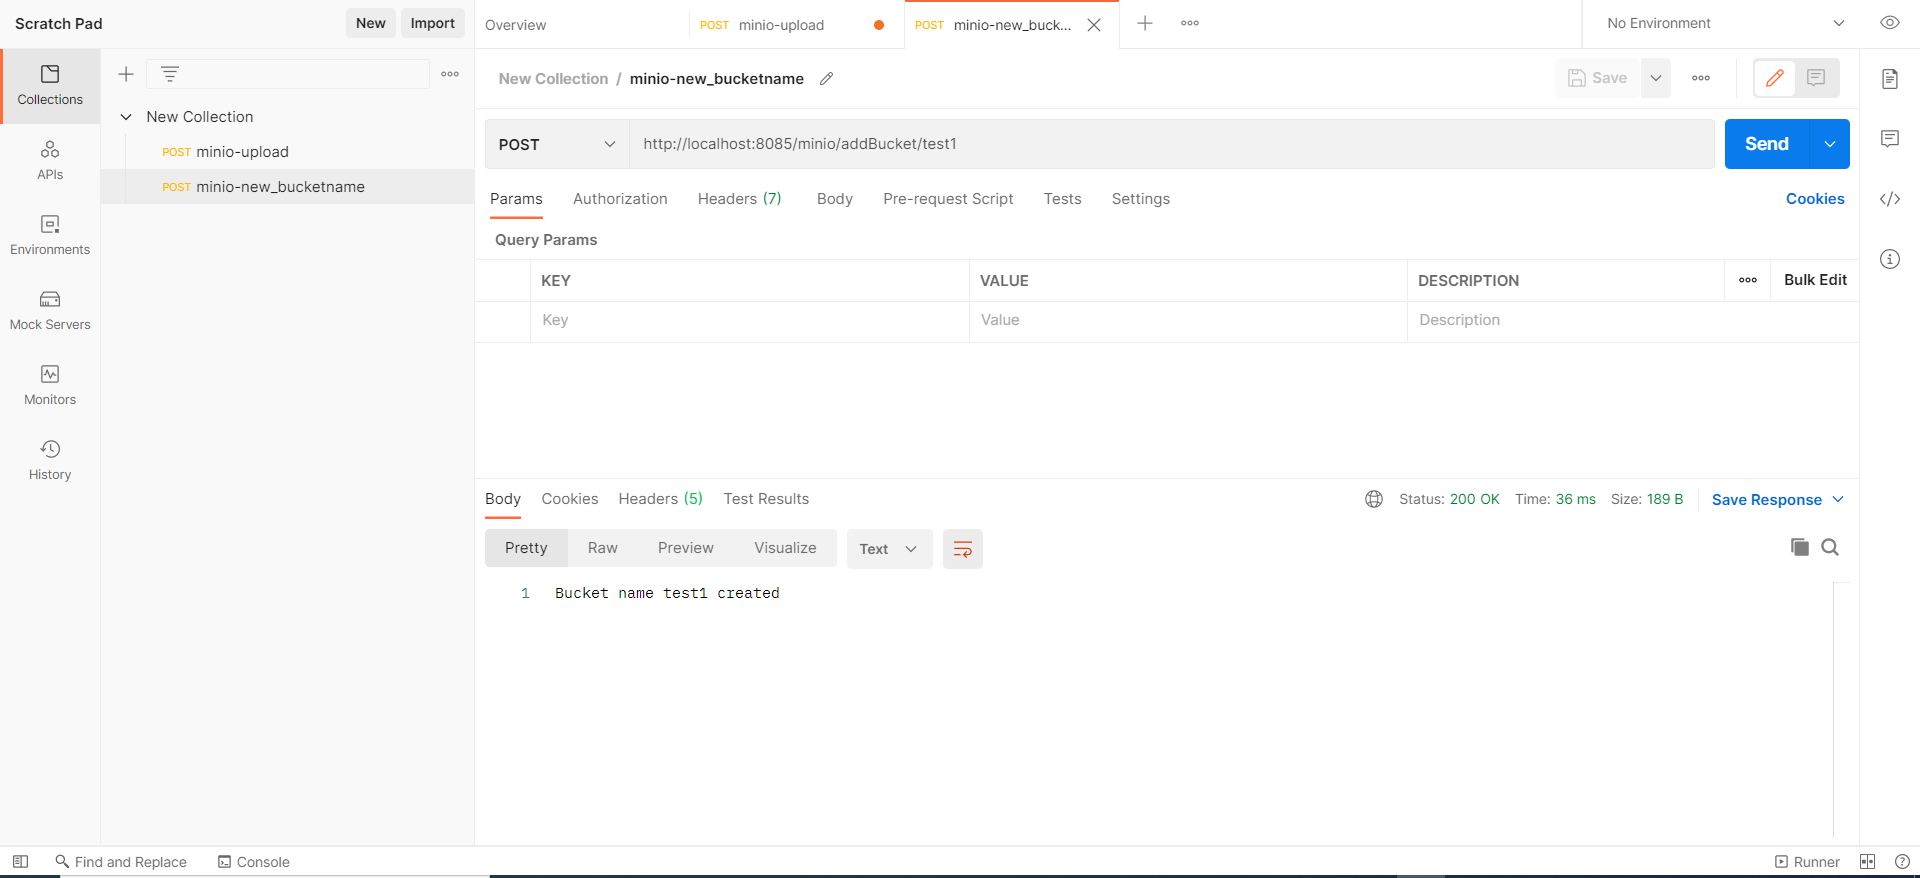 Scratch Pad
New
Import
Overview
POST minio-upload
POST minio-new_buck...
No Environment
Collections
APIs
Environments
Mock Servers
Monitors
History
New Collection
POST minio-upload
POST minio-new_bucketname
New Collection / minio-new_bucketname
Save
POST
http://localhost:8085/minio/addBucket/test1
Send
Params
Authorization
Headers (7)
Body
Pre-request Script
Tests
Settings
Cookies
Query Params
KEY
VALUE
DESCRIPTION
Bulk Edit
Key
Value
Description
Body
Cookies
Headers (5)
Test Results
Status: 200 OK
Time: 36 ms
Size: 189 B
Save Response
Pretty
Raw
Preview
Visualize
Text
1 Bucket name test1 created
Find and Replace
Console
Runner